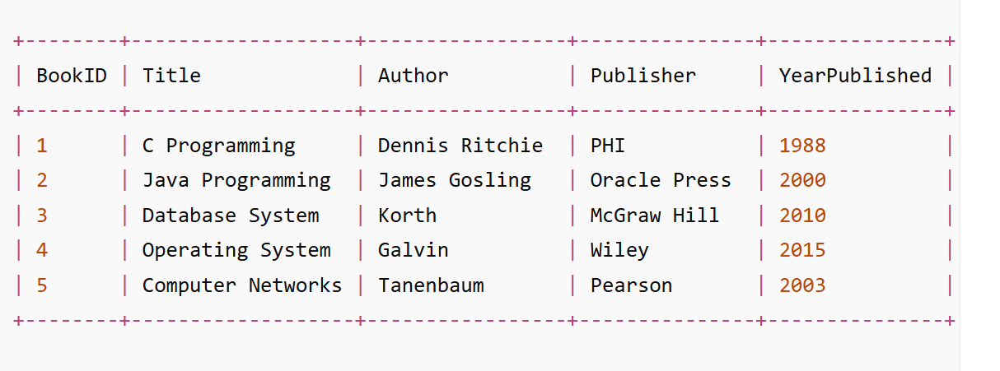 +--------+-------------------+-----------------+---------------+---------------+
| BookID | Title             | Author          | Publisher     | YearPublished |
+--------+-------------------+-----------------+---------------+---------------+
| 1      | C Programming     | Dennis Ritchie  | PHI           | 1988          |
| 2      | Java Programming  | James Gosling   | Oracle Press  | 2000          |
| 3      | Database System   | Korth           | McGraw Hill   | 2010          |
| 4      | Operating System  | Galvin          | Wiley         | 2015          |
| 5      | Computer Networks | Tanenbaum       | Pearson       | 2003          |
+--------+-------------------+-----------------+---------------+---------------+